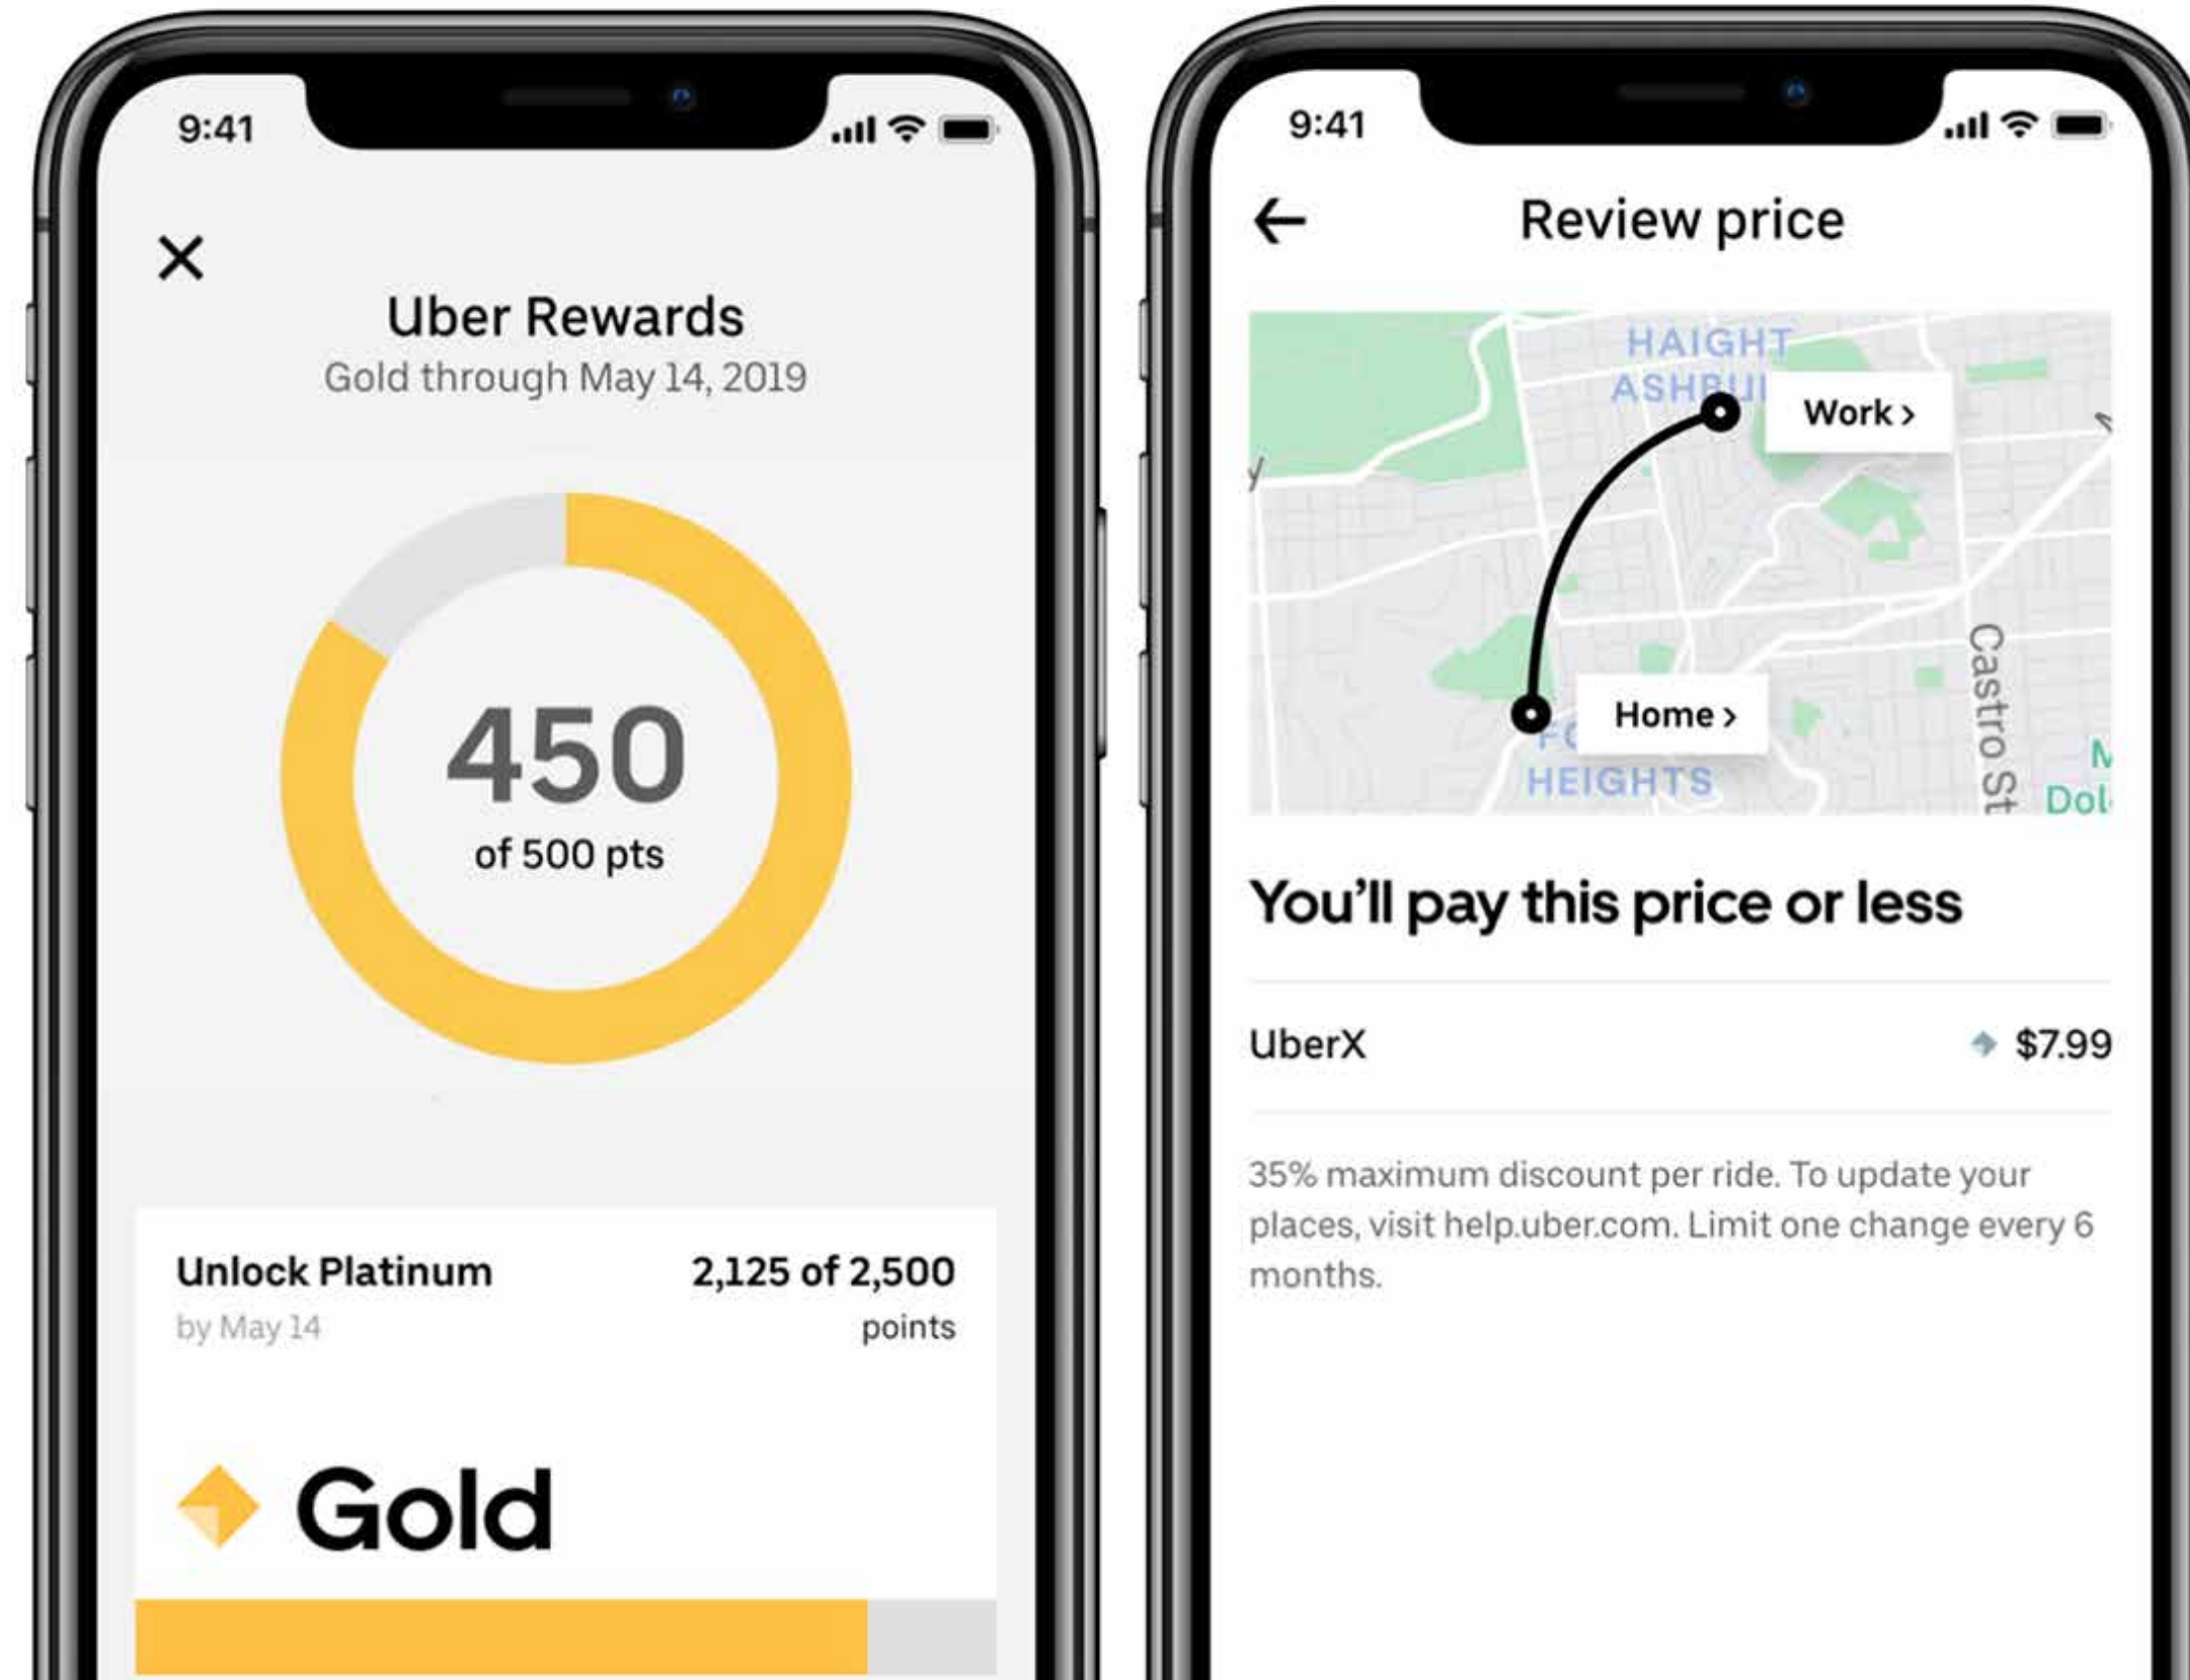 9:41
Uber Rewards
Gold through May 14, 2019
450
of 500 pts
Unlock Platinum
2,125 of 2,500
by May 14
points
Gold
9:41
Review price
HAIGHT
Work ›
Home ›
HEIGHTS
Castro St
You'll pay this price or less
UberX
$7.99
35% maximum discount per ride. To update your
places, visit help.uber.com. Limit one change every 6
months.